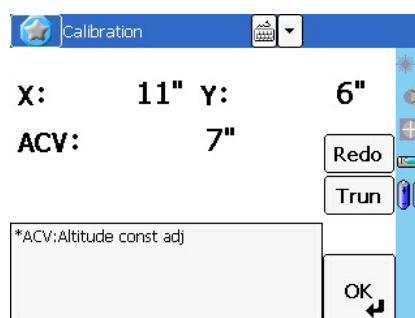 Calibration
X: 11" Y: 6"
ACV: 7"
Redo
Trun
*ACV:Altitude const adj
OK